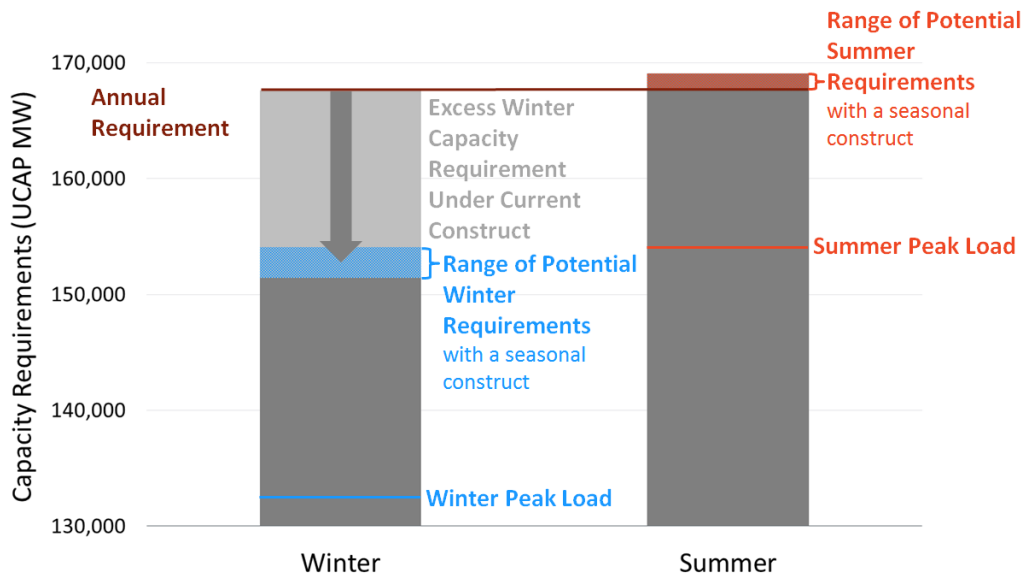 Capacity Requirements (UCAP MW)
170,000
160,000
150,000
140,000
130,000
Annual
Requirement
Excess Winter
Capacity
Requirement
Under Current
Construct
Range of Potential
Winter
Requirements
with a seasonal
construct
Winter Peak Load
Range of Potential
Summer
Requirements
with a seasonal
construct
Summer Peak Load
Winter
Summer